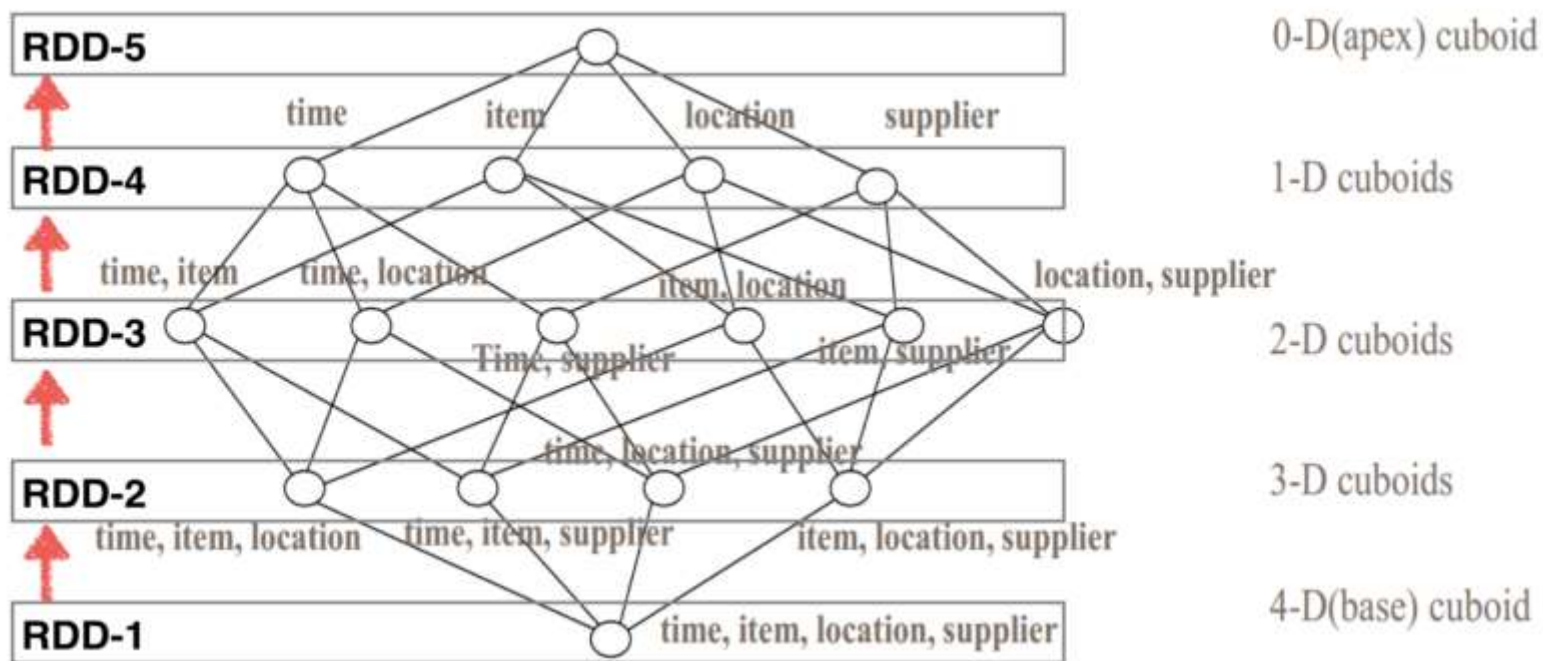 RDD-5
0-D(apex) cuboid
time
item
location
supplier
RDD-4
1-D cuboids
time, item
time, location
item, location
location, supplier
RDD-3
2-D cuboids
Time, supplier
item, supplier
time, location, supplier
RDD-2
3-D cuboids
time, item, location
time, item, supplier
item, location, supplier
RDD-1
time, item, location, supplier
4-D(base) cuboid